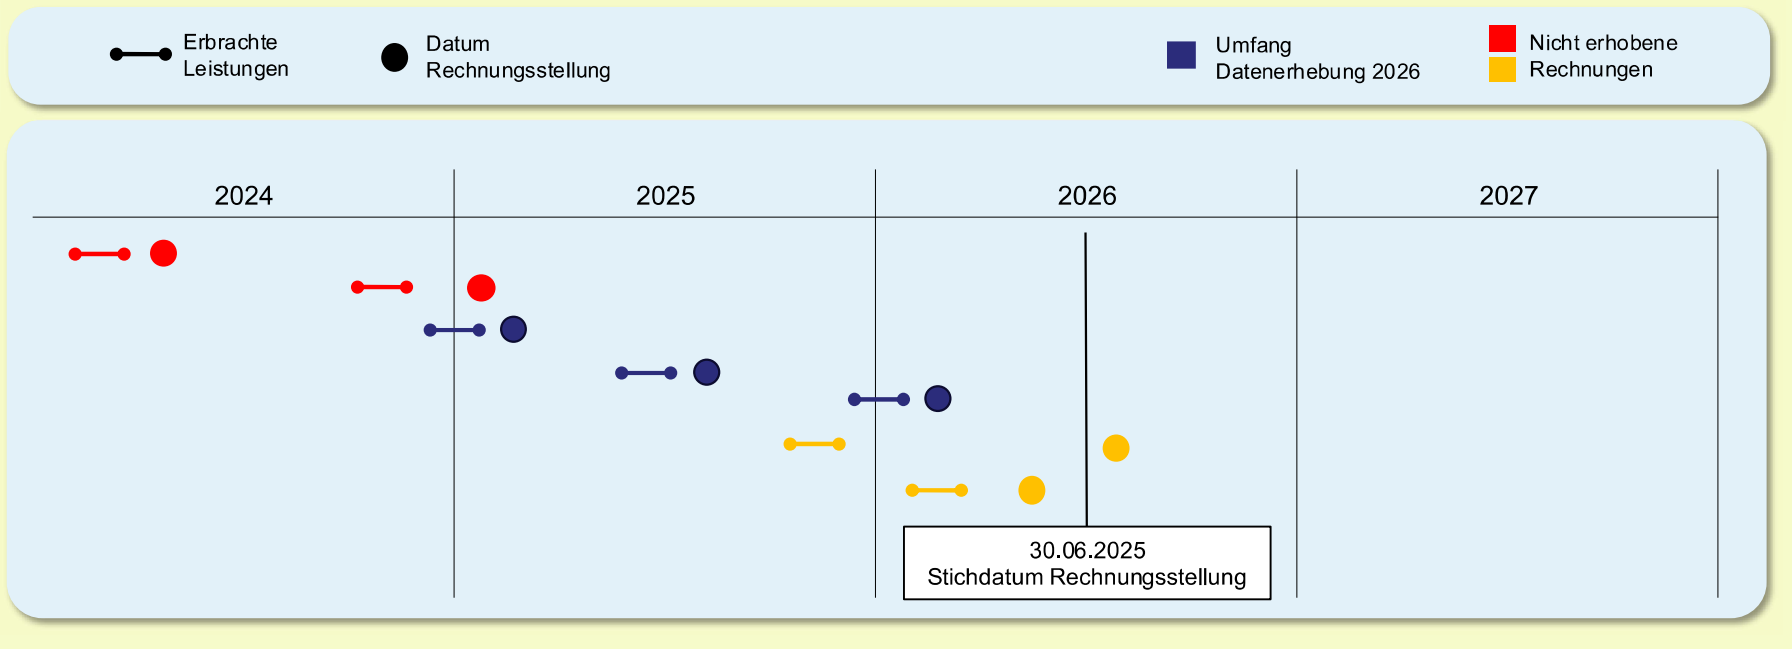 Erbrachte
Leistungen
Datum
Rechnungsstellung
Umfang
Datenerhebung 2026
Nicht erhobene
Rechnungen
2024
2025
2026
2027
30.06.2025
Stichdatum Rechnungsstellung